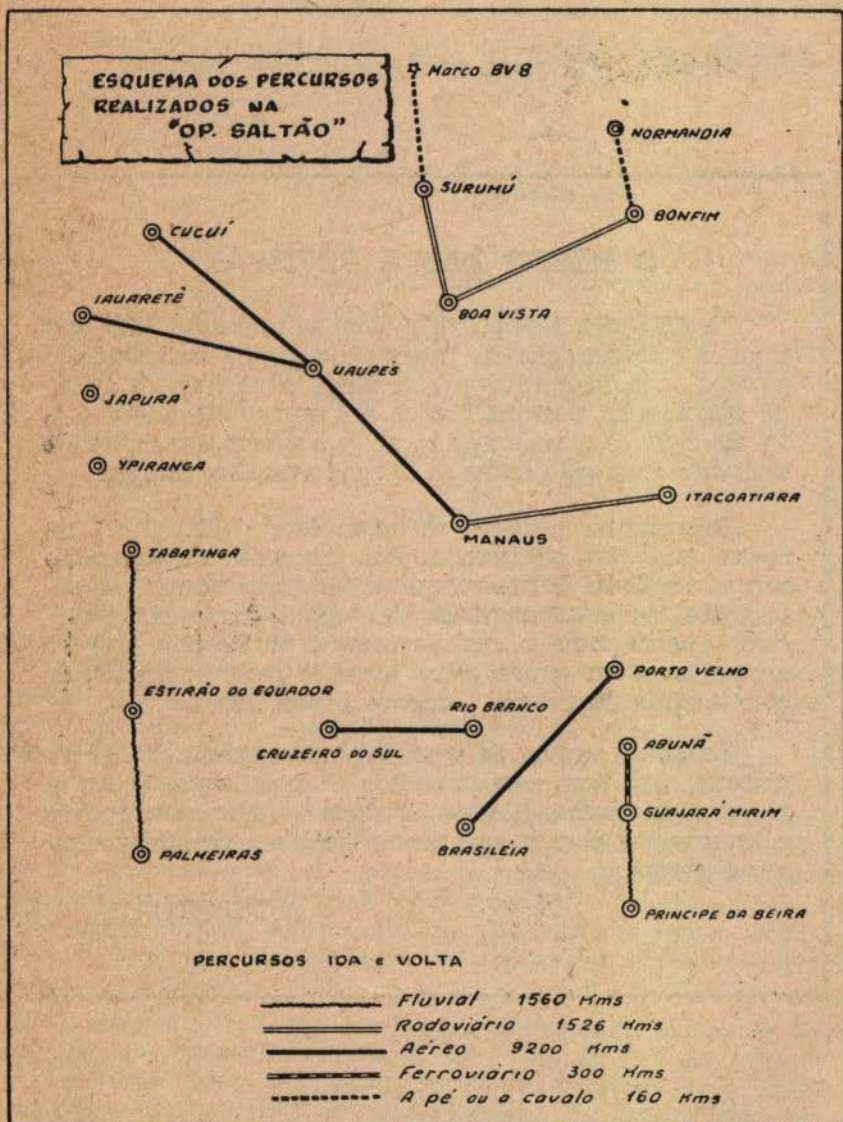 ESQUEMA DOS PERCURSOS
REALIZADOS NA
"OP. SALTÃO"
Marco BV8
NORMANDIA
SURUMÚ
BONFIM
CUCUÍ
IAUARETÊ
BOA VISTA
UAUPÉS
JAPURÁ
YPIRANGA
ITACOATIARA
MANAUS
TABATINGA
PORTO VELHO
ESTIRÃO DO EQUADOR
RIO BRANCO
ABUNÃ
CRUZEIRO DO SUL
GUAJARÁ MIRIM
BRASILÉIA
PALMEIRAS
PRINCIPE DA BEIRA
PERCURSOS IDA e VOLTA
Fluvial 1560 Kms
Rodoviário 1526 Kms
Aéreo 9200 Kms
Ferroviário 300 Kms
A pé ou a cavalo 160 Kms